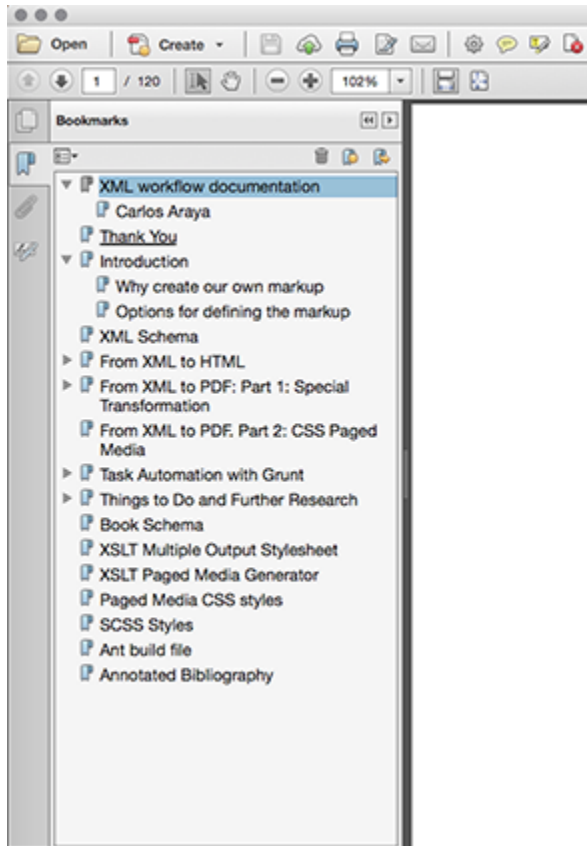 Open Create
1 / 120 102%
Bookmarks
XML workflow documentation
Carlos Araya
Thank You
Introduction
Why create our own markup
Options for defining the markup
XML Schema
From XML to HTML
From XML to PDF: Part 1: Special
Transformation
From XML to PDF. Part 2: CSS Paged
Media
Task Automation with Grunt
Things to Do and Further Research
Book Schema
XSLT Multiple Output Stylesheet
XSLT Paged Media Generator
Paged Media CSS styles
SCSS Styles
Ant build file
Annotated Bibliography